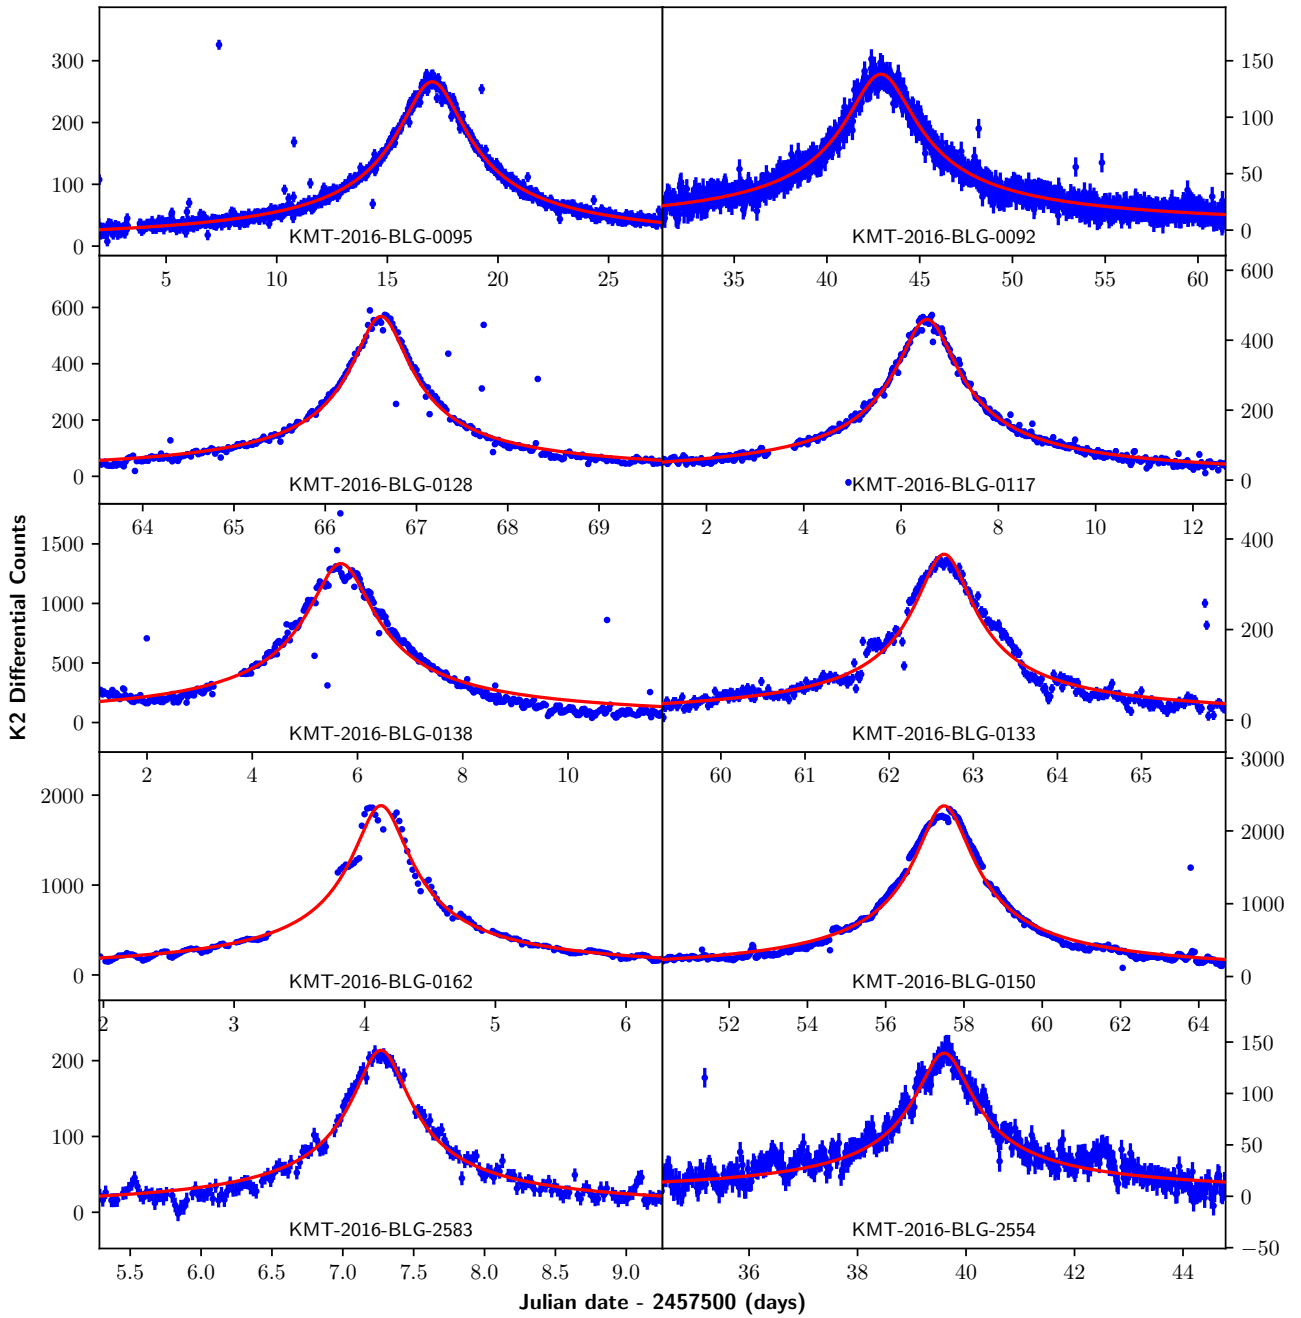 300
200
100
0
150
100
50
0
KMT-2016-BLG-0095
KMT-2016-BLG-0092
5 10 15 20 25
35 40 45 50 55 60
600
400
200
0
600
400
200
0
KMT-2016-BLG-0128
KMT-2016-BLG-0117
64 65 66 67 68 69
2 4 6 8 10 12
1500
1000
500
0
400
200
0
KMT-2016-BLG-0138
KMT-2016-BLG-0133
2 4 6 8 10
60 61 62 63 64 65
2000
1000
0
3000
2000
1000
0
KMT-2016-BLG-0162
KMT-2016-BLG-0150
2 3 4 5 6
52 54 56 58 60 62 64
200
100
0
150
100
50
0
−50
KMT-2016-BLG-2583
KMT-2016-BLG-2554
5.5 6.0 6.5 7.0 7.5 8.0 8.5 9.0
36 38 40 42 44
K2 Differential Counts
Julian date - 2457500 (days)